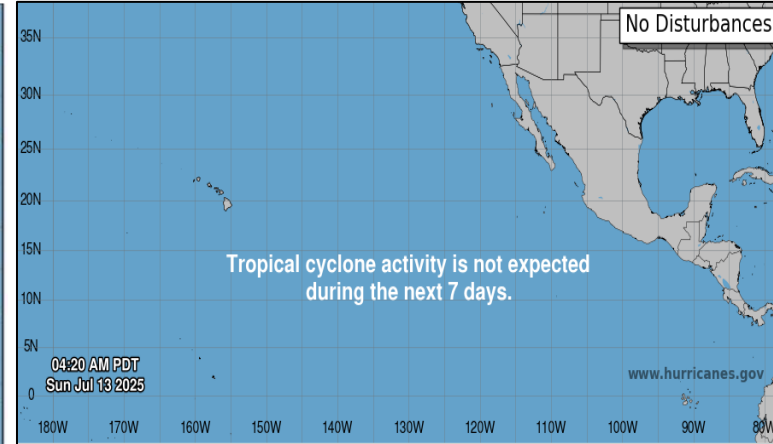 No Disturbances
35N
30N
25N
20N
15N
Tropical cyclone activity is not expected
during the next 7 days.
10N
5N
04:20 AM PDT
Sun Jul 13 2025
www.hurricanes.gov
0
180W 170W 160W 150W 140W 130W 120W 110W 100W 90W 80W